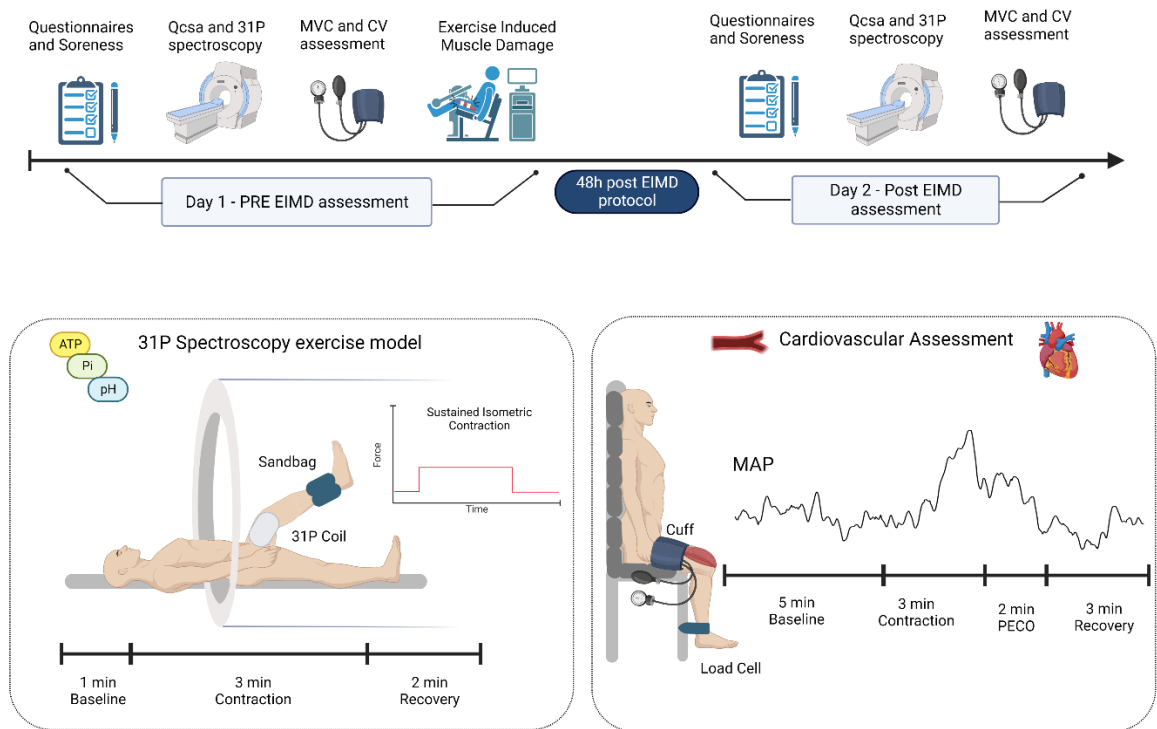 Questionnaires
and Soreness
Qcsa and 31P
spectroscopy
MVC and CV
assessment
Exercise Induced
Muscle Damage
Questionnaires
and Soreness
Qcsa and 31P
spectroscopy
MVC and CV
assessment
Day 1 - PRE EIMD assessment
48h post EIMD
protocol
Day 2 - Post EIMD
assessment
ATP
Pi
pH
31P Spectroscopy exercise model
Sustained Isometric
Contraction
Force
Time
Sandbag
31P Coil
1 min
Baseline
3 min
Contraction
2 min
Recovery
Cardiovascular Assessment
MAP
Cuff
Load Cell
5 min
Baseline
3 min
Contraction
2 min
PECO
3 min
Recovery